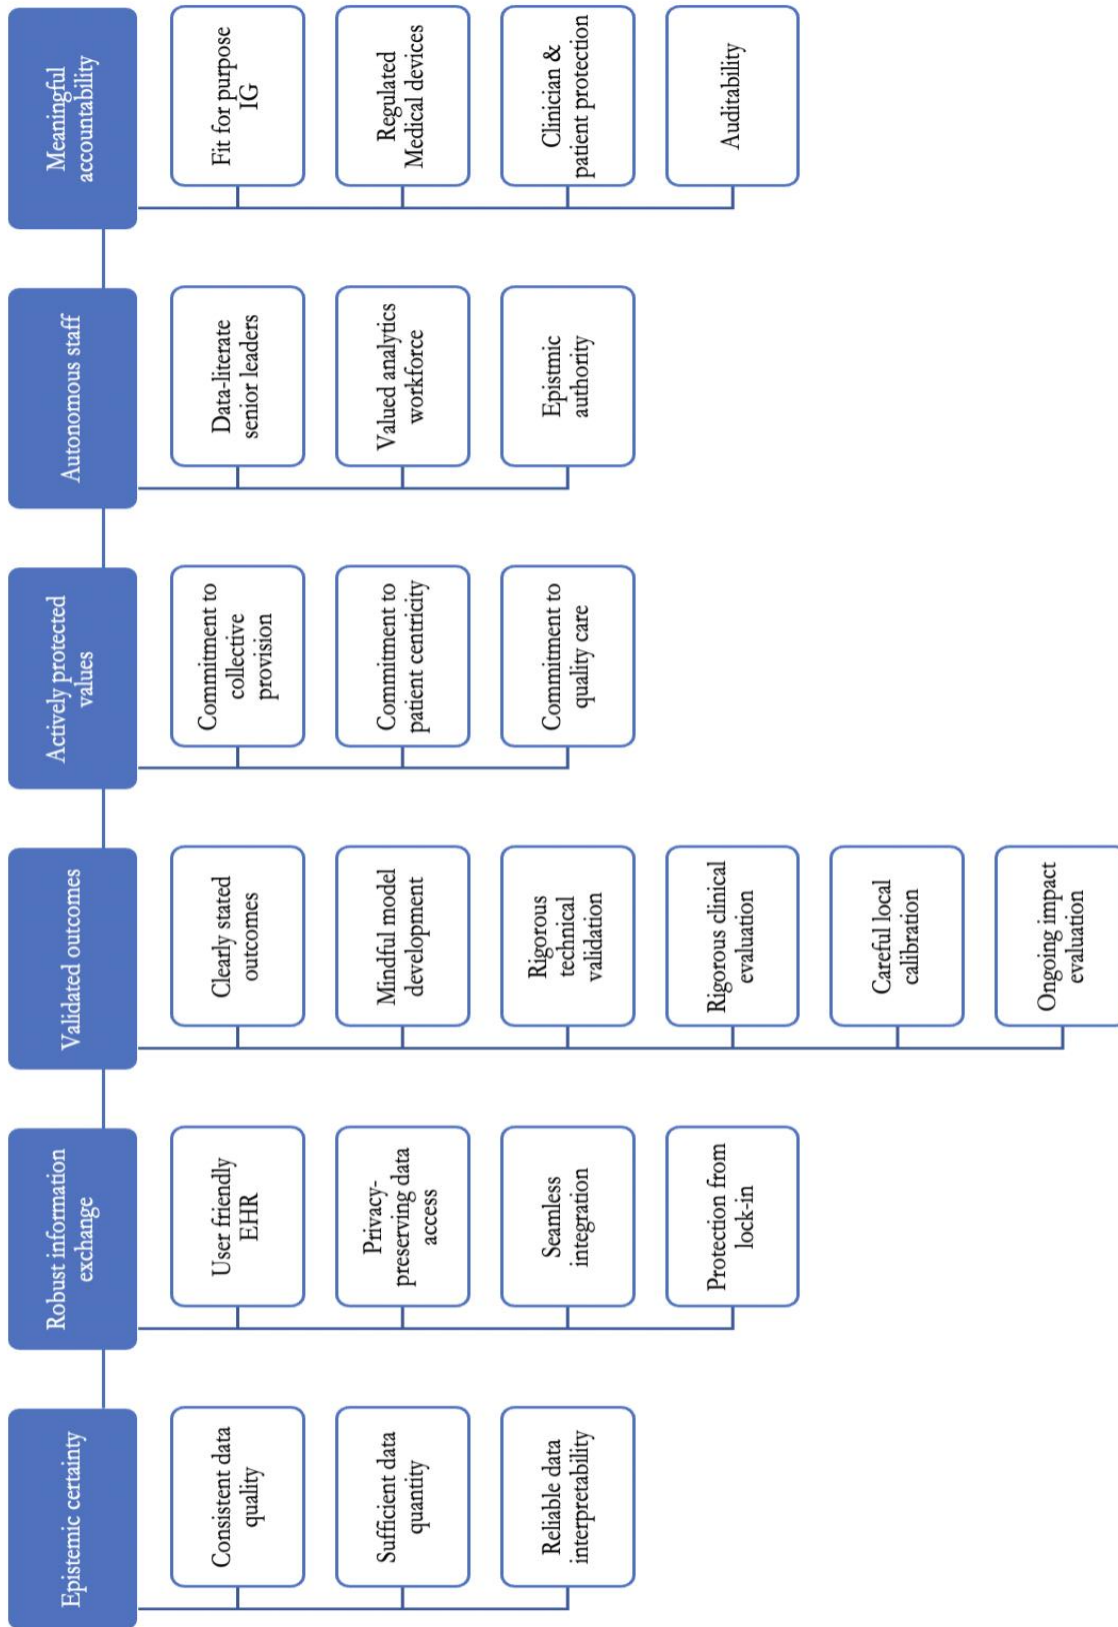 Epistemic certainty
Consistent data
quality
Sufficient data
quantity
Reliable data
interpretability
Robust information
exchange
User friendly
EHR
Privacy-
preserving data
access
Seamless
integration
Protection from
lock-in
Validated outcomes
Clearly stated
outcomes
Mindful model
development
Rigorous
technical
validation
Rigorous clinical
evaluation
Careful local
calibration
Ongoing impact
evaluation
Actively protected
values
Commitment to
collective
provision
Commitment to
patient centricity
Commitment to
quality care
Autonomous staff
Data-literate
senior leaders
Valued analytics
workforce
Epistmic
authority
Meaningful
accountability
Fit for purpose
IG
Regulated
Medical devices
Clinician &
patient protection
Auditability